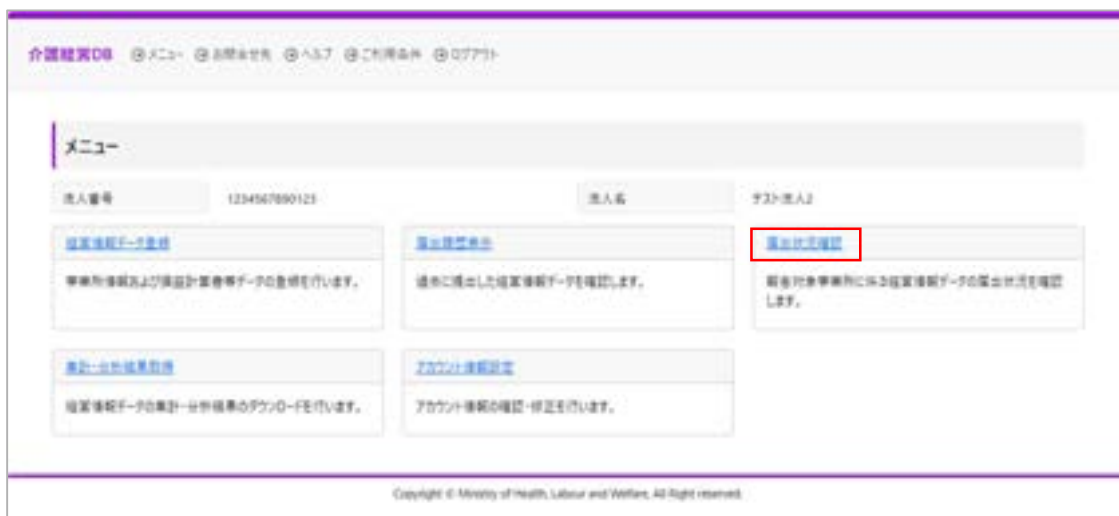 介護経営DB メニュー お問合せ先 ヘルプ ご利用条件 ログアウト
メニュー
法人番号 1234567890123 法人名 テスト法人2
経営情報データ登録 届出履歴表示 届出状況確認
事業所情報および損益計算書等データの登録を行います。 過去に提出した経営情報データを確認します。 報告対象事業所に係る経営情報データの届出状況を確認
します。
集計・分析結果取得 アカウント情報設定
経営情報データの集計・分析結果のダウンロードを行います。 アカウント情報の確認・修正を行います。
Copyright © Ministry of Health, Labour and Welfare, All Right reserved.